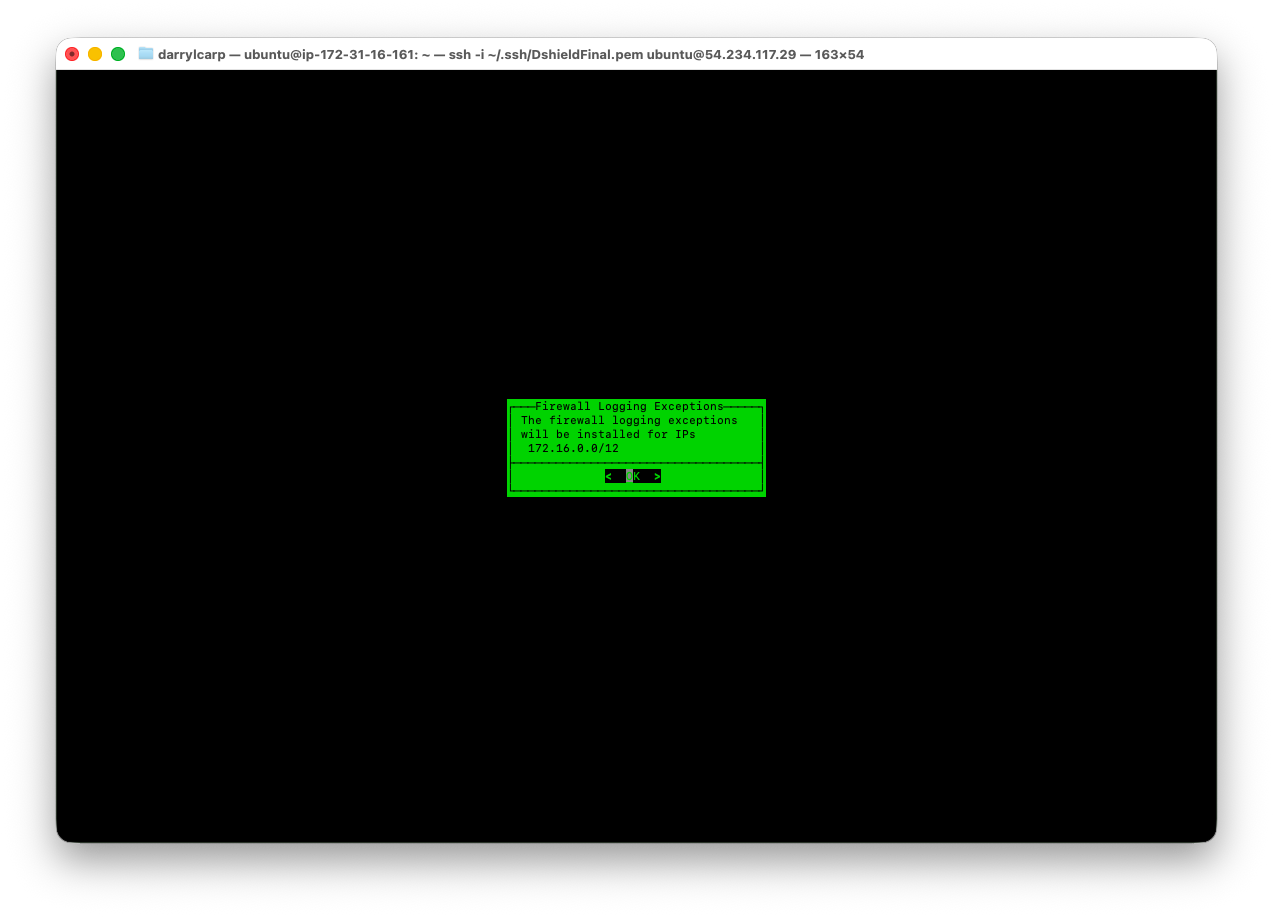 darrylcarp — ubuntu@ip-172-31-16-161: ~ — ssh -i ~/.ssh/DshieldFinal.pem ubuntu@54.234.117.29 — 163×54
Firewall Logging Exceptions
The firewall logging exceptions
will be installed for IPs
172.16.0.0/12
< OK >